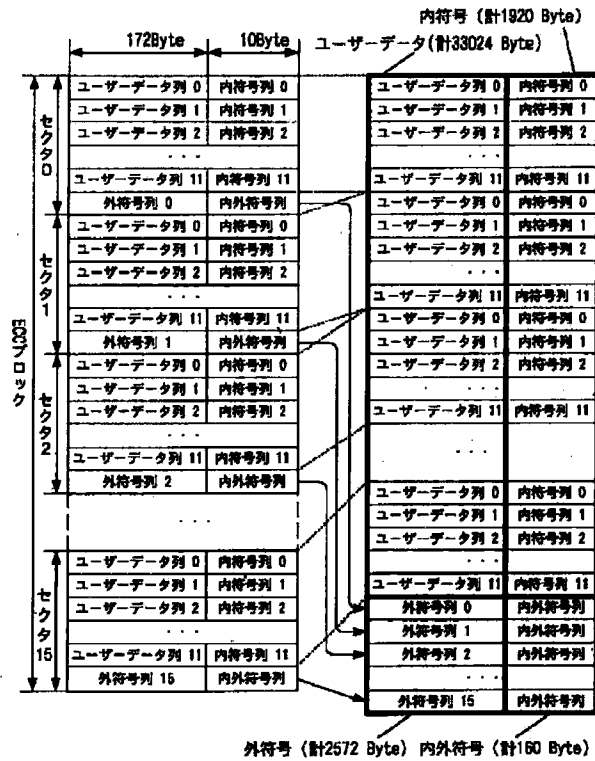 内符号 (計1920 Byte)
172Byte 10Byte ユーザーデータ(計33024 Byte)
ユーザーデータ列 0 内符号列 0
ユーザーデータ列 1 内符号列 1
ユーザーデータ列 2 内符号列 2
・・・
ユーザーデータ列 11 内符号列 11
外符号列 0 内外符号列
ユーザーデータ列 0 内符号列 0
ユーザーデータ列 1 内符号列 1
ユーザーデータ列 2 内符号列 2
・・・
ユーザーデータ列 11 内符号列 11
外符号列 1 内外符号列
ユーザーデータ列 0 内符号列 0
ユーザーデータ列 1 内符号列 1
ユーザーデータ列 2 内符号列 2
・・・
ユーザーデータ列 11 内符号列 11
外符号列 2 内外符号列
・・・
ユーザーデータ列 0 内符号列 0
ユーザーデータ列 1 内符号列 1
ユーザーデータ列 2 内符号列 2
・・・
ユーザーデータ列 11 内符号列 11
外符号列 15 内外符号列
セクタ0
セクタ1
セクタ2
セクタ15
ECCブロック
ユーザーデータ列 0 内符号列 0
ユーザーデータ列 1 内符号列 1
ユーザーデータ列 2 内符号列 2
・・・
ユーザーデータ列 11 内符号列 11
ユーザーデータ列 0 内符号列 0
ユーザーデータ列 1 内符号列 1
ユーザーデータ列 2 内符号列 2
・・・
ユーザーデータ列 11 内符号列 11
ユーザーデータ列 0 内符号列 0
ユーザーデータ列 1 内符号列 1
ユーザーデータ列 2 内符号列 2
・・・
ユーザーデータ列 11 内符号列 11
・・・
ユーザーデータ列 0 内符号列 0
ユーザーデータ列 1 内符号列 1
ユーザーデータ列 2 内符号列 2
・・・
ユーザーデータ列 11 内符号列 11
外符号列 0 内外符号列
外符号列 1 内外符号列
外符号列 2 内外符号列
・・・
外符号列 15 内外符号列
外符号 (計2572 Byte) 内外符号 (計160 Byte)